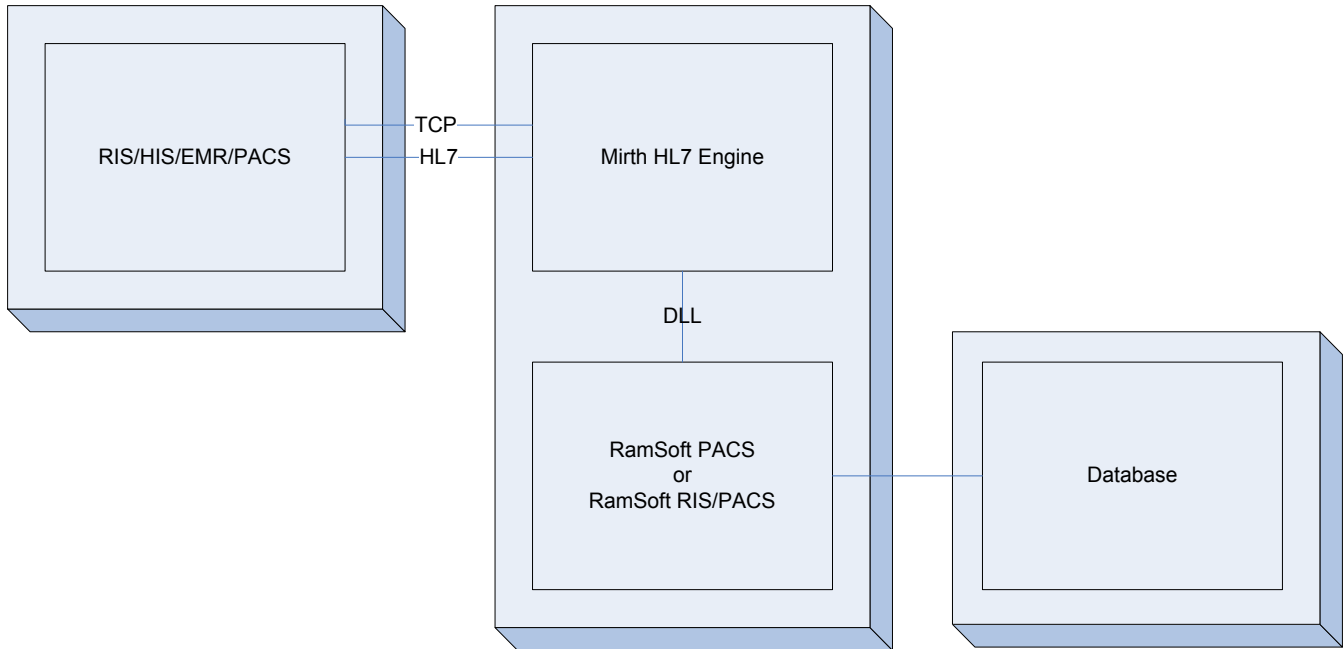 TCP
RIS/HIS/EMR/PACS
HL7
Mirth HL7 Engine
DLL
RamSoft PACS
or
RamSoft RIS/PACS
Database